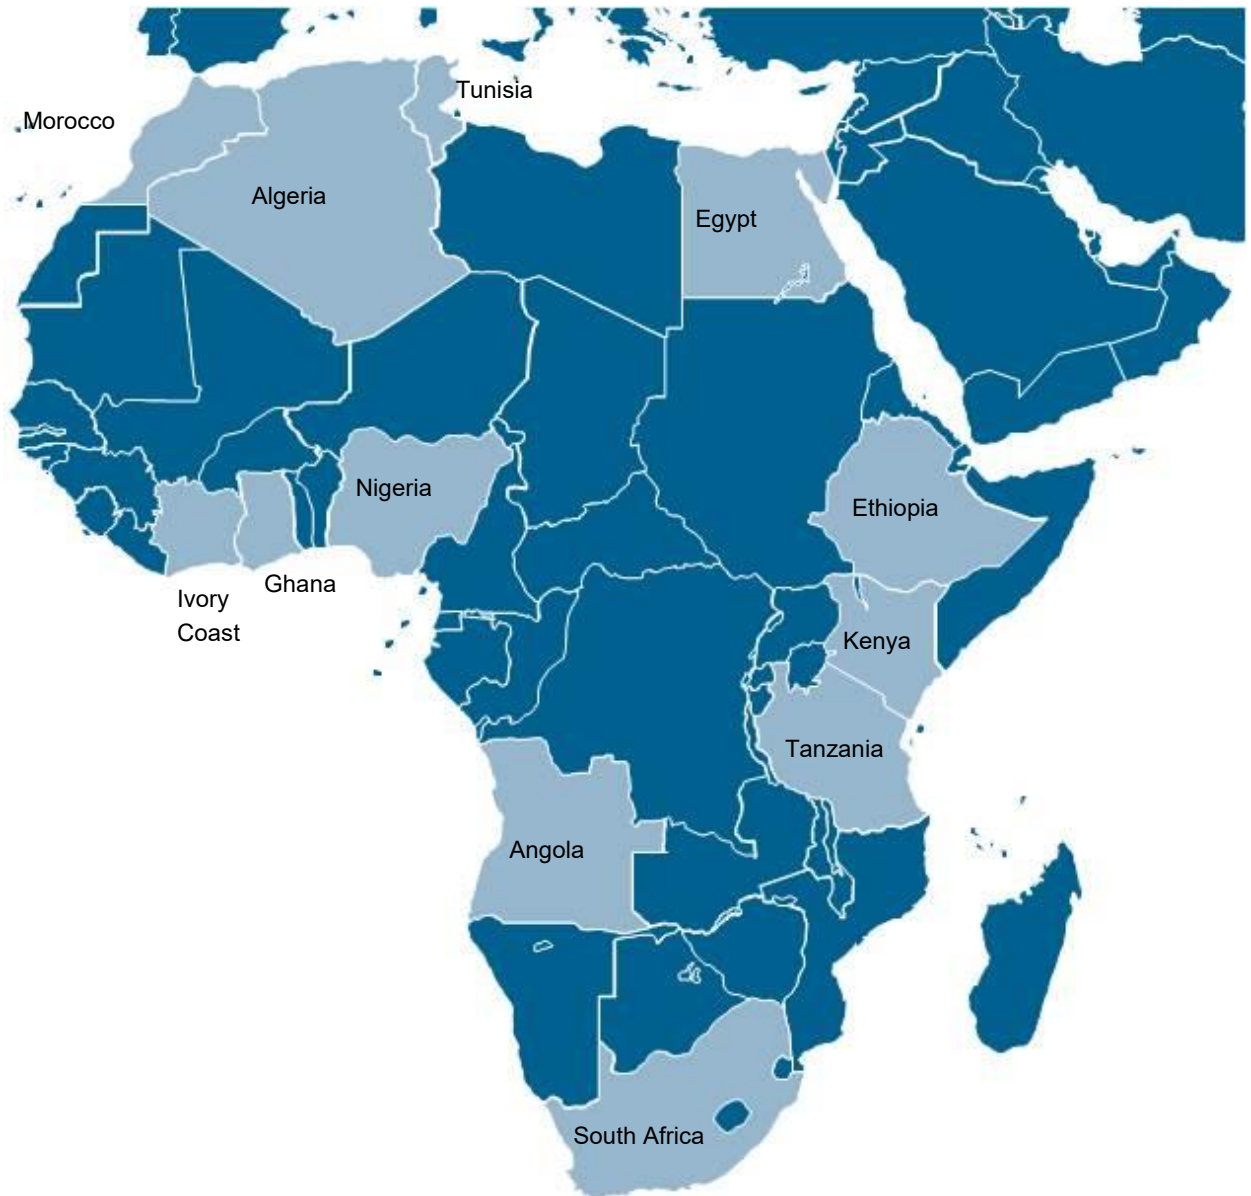 Tunisia
Morocco
Algeria
Egypt
Nigeria
Ethiopia
Ghana
Ivory
Coast
Kenya
Tanzania
Angola
South Africa